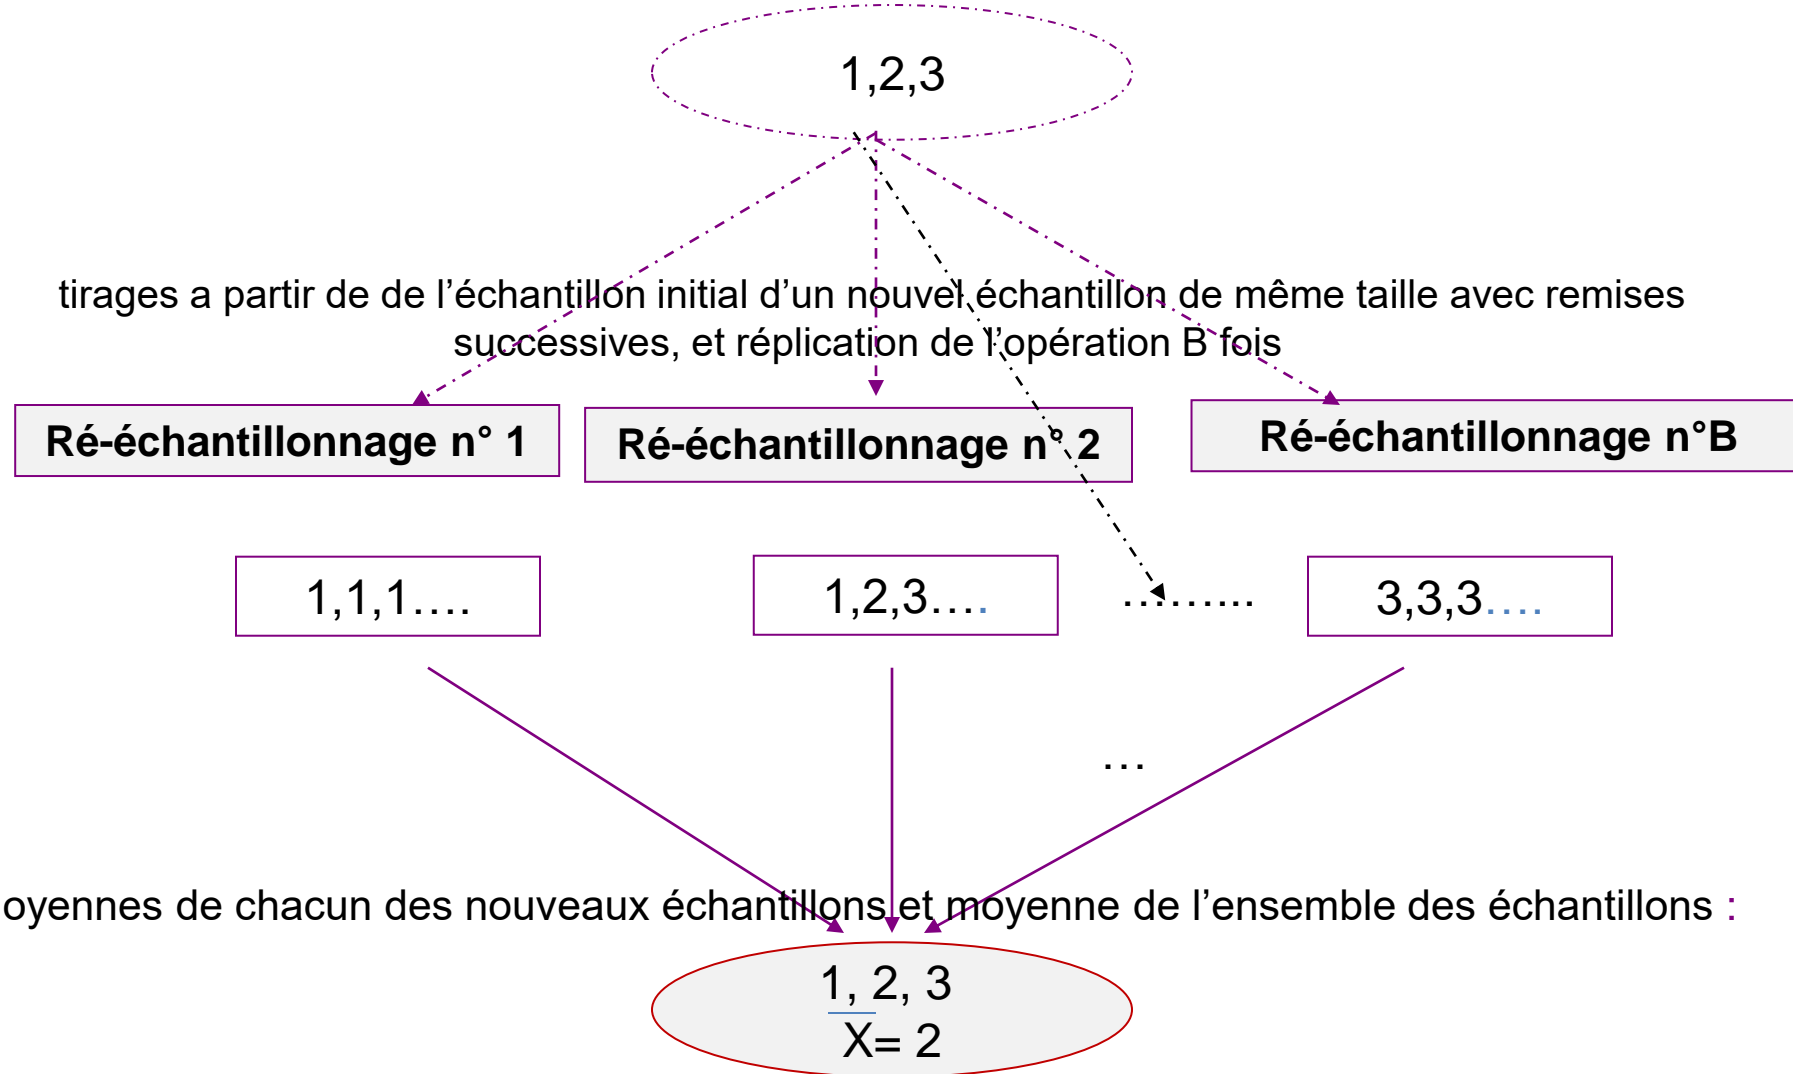 1,2,3
tirages a partir de de l’échantillon initial d’un nouvel échantillon de même taille avec remises
successives, et réplication de l’opération B fois
Ré-échantillonnage n° 1
Ré-échantillonnage n° 2
Ré-échantillonnage n°B
1,1,1….
1,2,3….
………..
3,3,3….
…
oyennes de chacun des nouveaux échantillons et moyenne de l’ensemble des échantillons :
1, 2, 3
X= 2